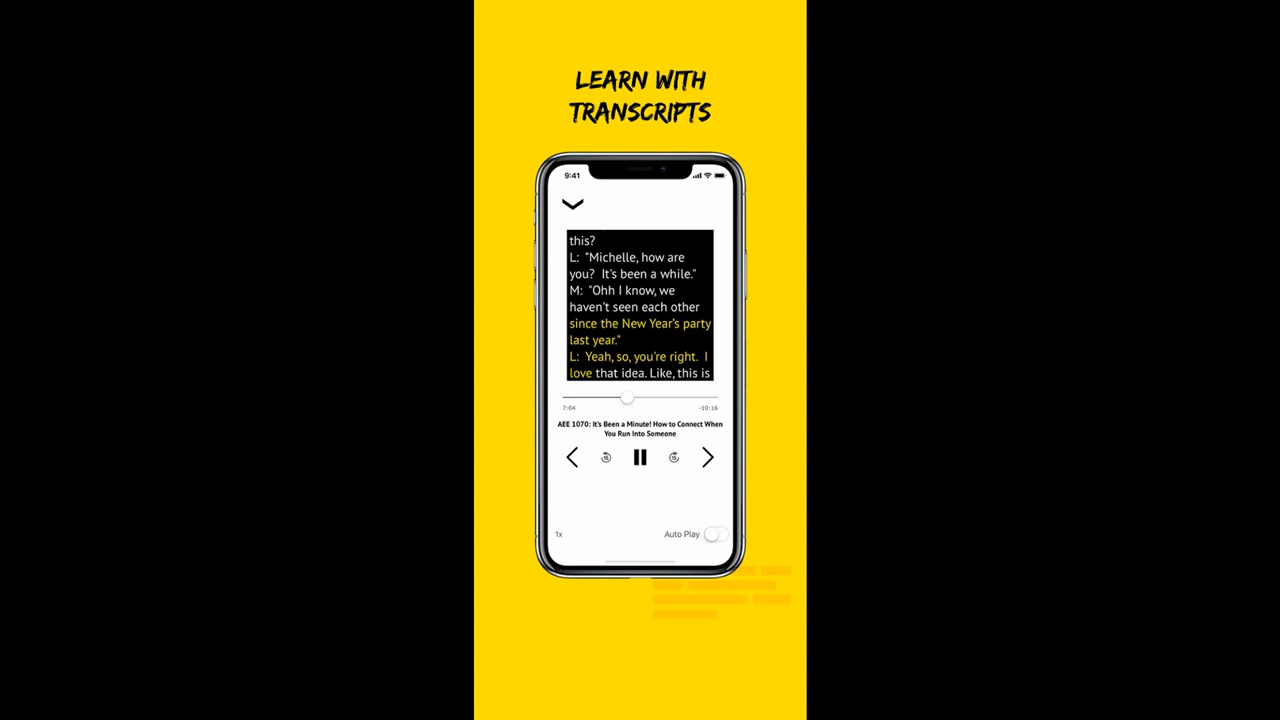 LEARN WITH
TRANSCRIPTS
9:41
this?
L:  "Michelle, how are
you?  It's been a while."
M:  "Ohh I know, we
haven't seen each other
since the New Year's party
last year."
L:  Yeah, so, you're right.  I
love that idea. Like, this is
7:04
-10:16
AEE 1070: It's Been a Minute! How to Connect When
You Run Into Someone
15
15
1x
Auto Play